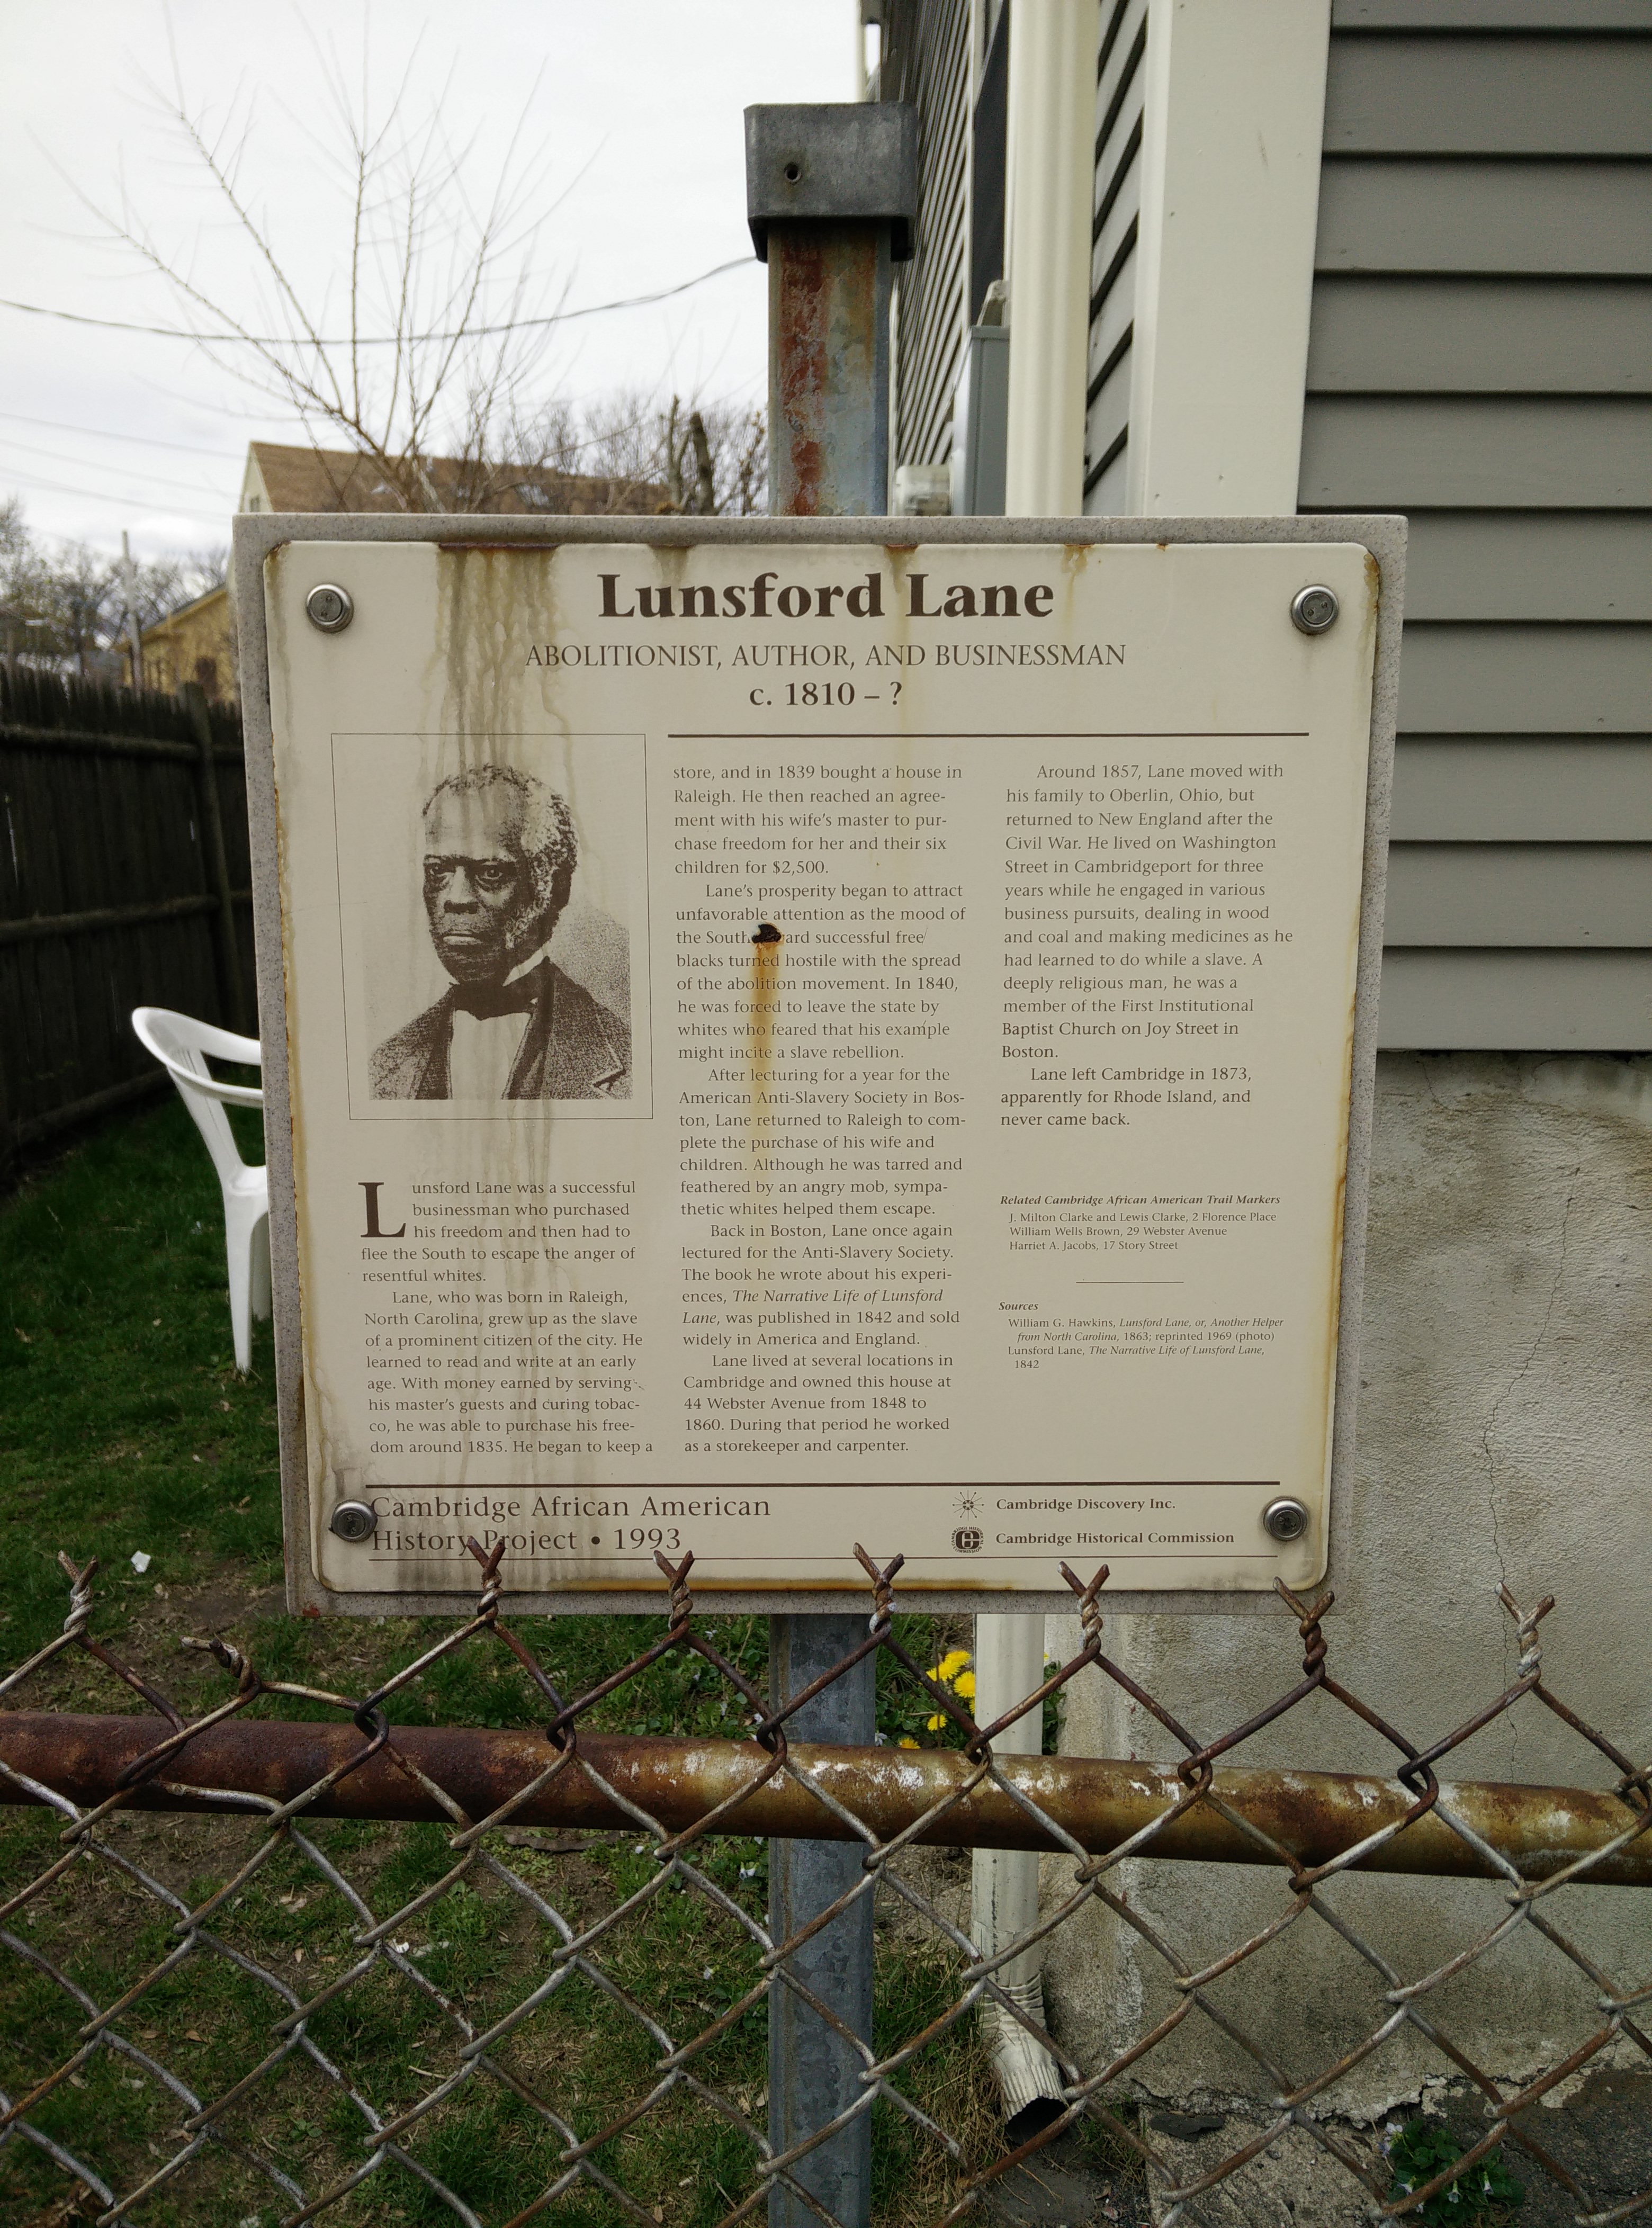 Lunsford Lane
ABOLITIONIST, AUTHOR, AND BUSINESSMAN
c. 1810 – ?
Lunsford Lane was a successful
businessman who purchased
his freedom and then had to
flee the South to escape the anger of
resentful whites.
Lane, who was born in Raleigh,
North Carolina, grew up as the slave
of a prominent citizen of the city. He
learned to read and write at an early
age. With money earned by serving
his master's guests and curing tobac-
co, he was able to purchase his free-
dom around 1835. He began to keep a
store, and in 1839 bought a house in
Raleigh. He then reached an agree-
ment with his wife's master to pur-
chase freedom for her and their six
children for $2,500.
Lane's prosperity began to attract
unfavorable attention as the mood of
the South ard successful free
blacks turned hostile with the spread
of the abolition movement. In 1840,
he was forced to leave the state by
whites who feared that his example
might incite a slave rebellion.
After lecturing for a year for the
American Anti-Slavery Society in Bos-
ton, Lane returned to Raleigh to com-
plete the purchase of his wife and
children. Although he was tarred and
feathered by an angry mob, sympa-
thetic whites helped them escape.
Back in Boston, Lane once again
lectured for the Anti-Slavery Society.
The book he wrote about his experi-
ences, The Narrative Life of Lunsford
Lane, was published in 1842 and sold
widely in America and England.
Lane lived at several locations in
Cambridge and owned this house at
44 Webster Avenue from 1848 to
1860. During that period he worked
as a storekeeper and carpenter.
Around 1857, Lane moved with
his family to Oberlin, Ohio, but
returned to New England after the
Civil War. He lived on Washington
Street in Cambridgeport for three
years while he engaged in various
business pursuits, dealing in wood
and coal and making medicines as he
had learned to do while a slave. A
deeply religious man, he was a
member of the First Institutional
Baptist Church on Joy Street in
Boston.
Lane left Cambridge in 1873,
apparently for Rhode Island, and
never came back.
Related Cambridge African American Trail Markers
J. Milton Clarke and Lewis Clarke, 2 Florence Place
William Wells Brown, 29 Webster Avenue
Harriet A. Jacobs, 17 Story Street
Sources
William G. Hawkins, Lunsford Lane, or, Another Helper
from North Carolina, 1863; reprinted 1969 (photo)
Lunsford Lane, The Narrative Life of Lunsford Lane,
1842
Cambridge African American
History Project • 1993
Cambridge Discovery Inc.
Cambridge Historical Commission